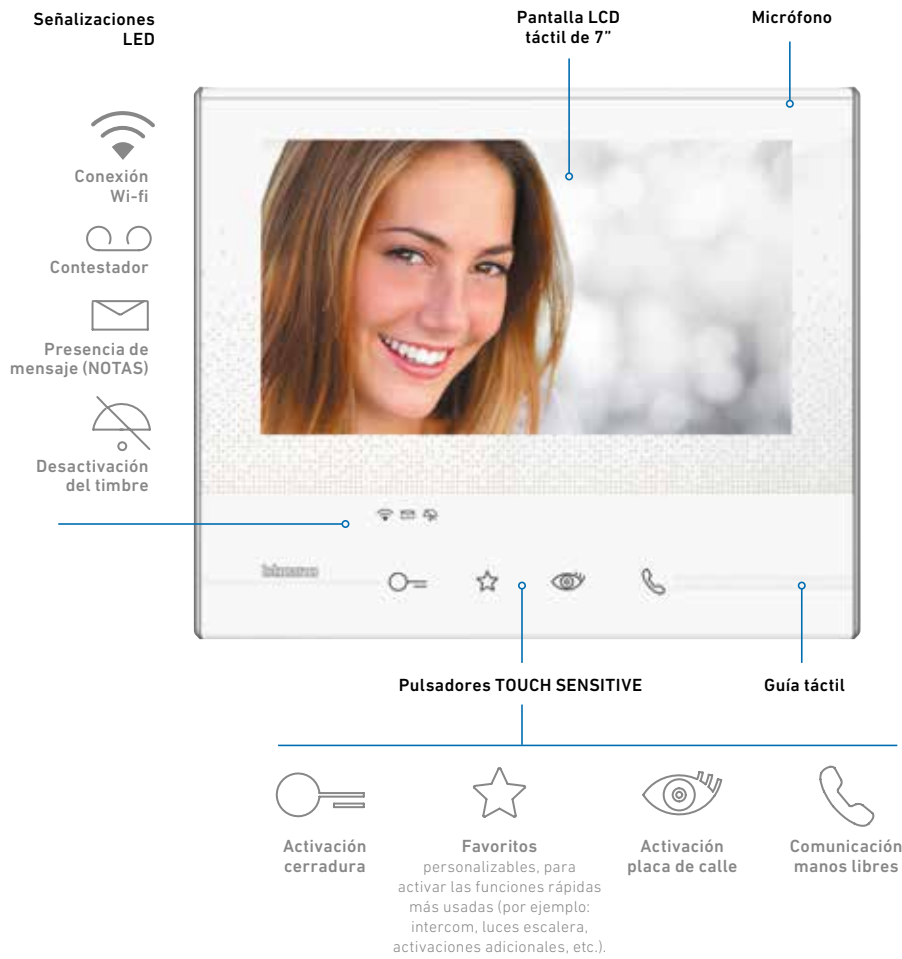 Señalizaciones
LED
Pantalla LCD
táctil de 7”
Micrófono
Conexión
Wi-fi
Contestador
Presencia de
mensaje (NOTAS)
Desactivación
del timbre
bticino
Pulsadores TOUCH SENSITIVE
Guía táctil
Activación
cerradura
Favoritos
personalizables, para
activar las funciones rápidas
más usadas (por ejemplo:
intercom, luces escalera,
activaciones adicionales, etc.).
Activación
placa de calle
Comunicación
manos libres